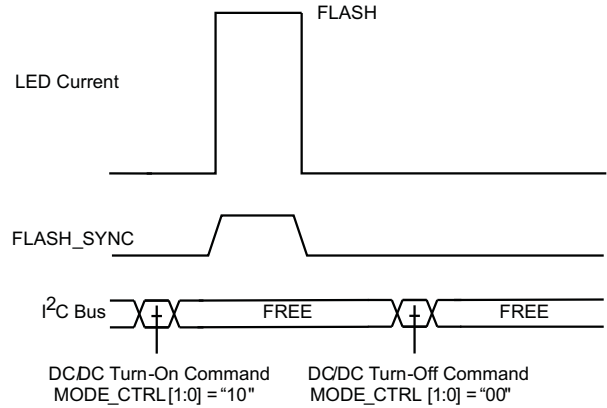 FLASH
LED Current
FLASH_SYNC
I²C Bus
FREE
FREE
DC/DC Turn-On Command
MODE_CTRL [1:0] = "10"
DC/DC Turn-Off Command
MODE_CTRL [1:0] = "00"